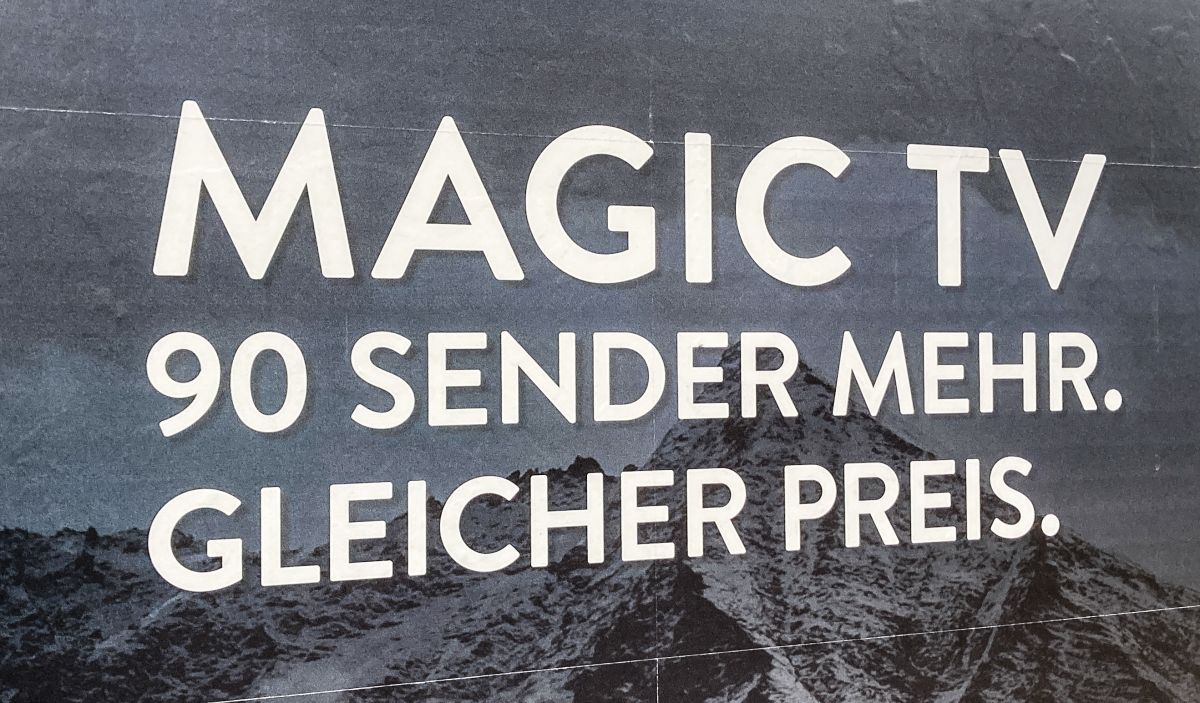 MAGIC TV
90 SENDER MEHR.
GLEICHER PREIS.